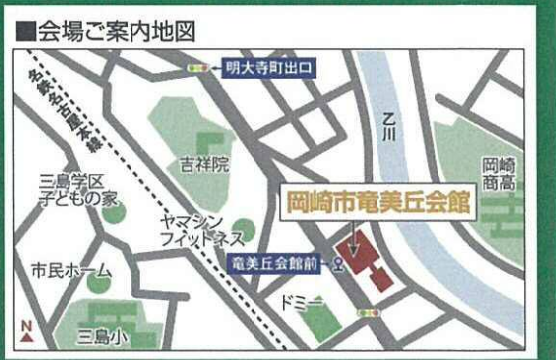 ■会場ご案内地図
明大寺町出口
名鉄名古屋本線
乙川
吉祥院
岡崎
商高
三島学区
子どもの家
岡崎市竜美丘会館
ヤマシン
フィットネス
竜美丘会館前
市民ホーム
ドミー
三島小
N